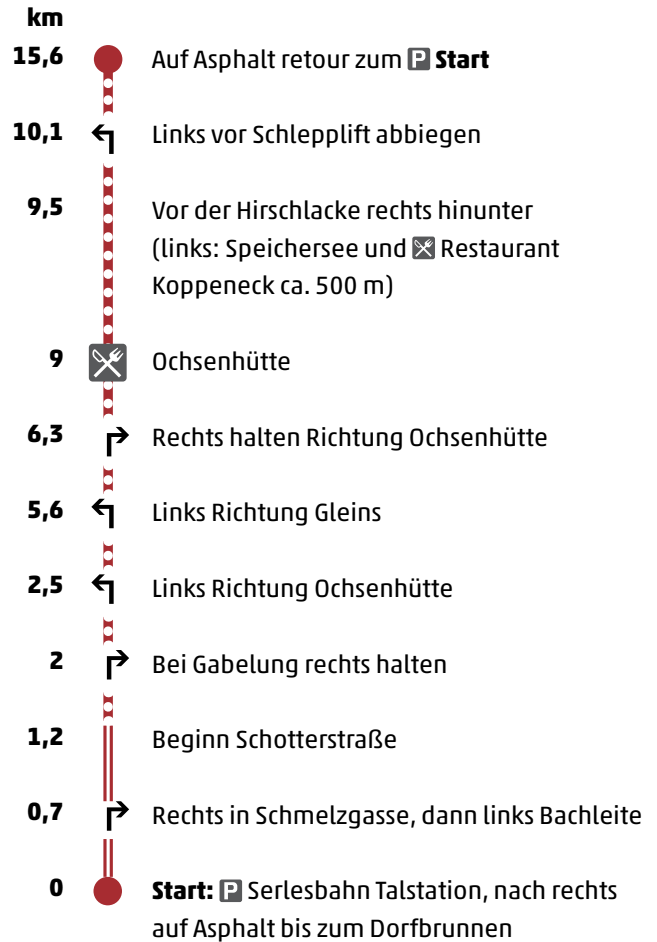 km
15,6 Auf Asphalt retour zum P Start
10,1 Links vor Schlepplift abbiegen
9,5 Vor der Hirschlacke rechts hinunter
(links: Speichersee und Restaurant
Koppeneck ca. 500 m)
9 Ochsenhütte
6,3 Rechts halten Richtung Ochsenhütte
5,6 Links Richtung Gleins
2,5 Links Richtung Ochsenhütte
2 Bei Gabelung rechts halten
1,2 Beginn Schotterstraße
0,7 Rechts in Schmelzgasse, dann links Bachleite
0 Start: P Serlesbahn Talstation, nach rechts
auf Asphalt bis zum Dorfbrunnen